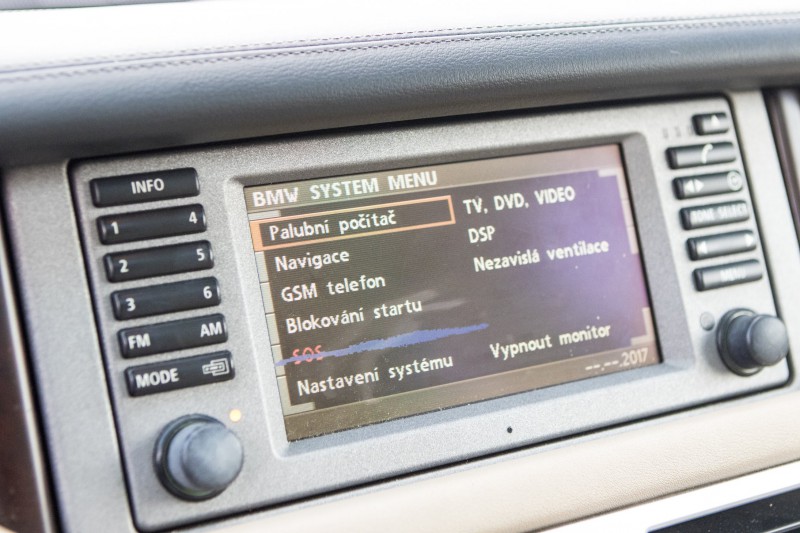 INFO
1 4
2 5
3 6
FM AM
MODE
BMW SYSTEM MENU
Palubní počítač
Navigace
GSM telefon
Blokování startu
SOS
Nastavení systému
TV, DVD, VIDEO
DSP
Nezavislá ventilace
Vypnout monitor
--.--.2017
ZONE SELECT
MENU